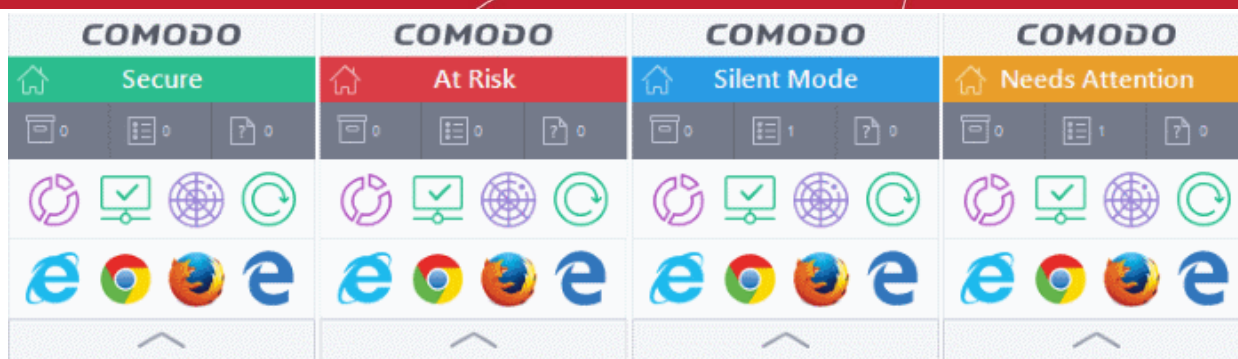 COMODO COMODO COMODO COMODO
Secure At Risk Silent Mode Needs Attention
0 0 0 0 0 0 0 1 0 0 1 0